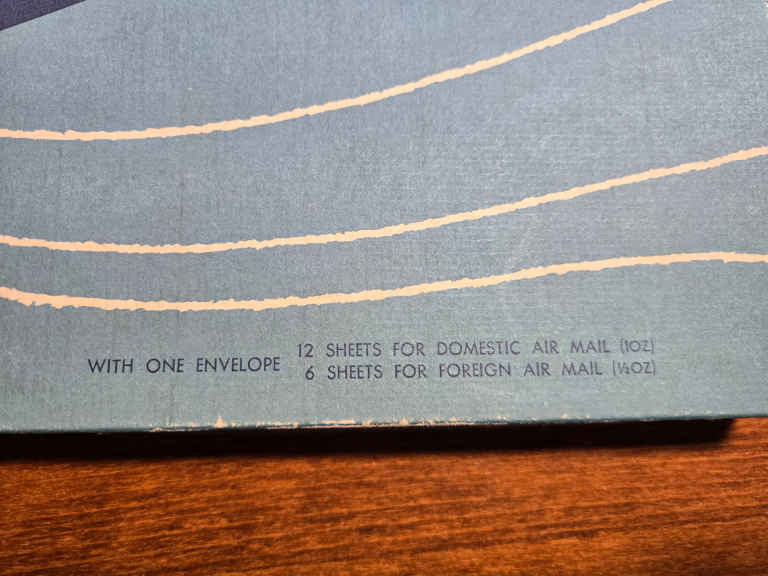 WITH ONE ENVELOPE
12 SHEETS FOR DOMESTIC AIR MAIL (1OZ)
6 SHEETS FOR FOREIGN AIR MAIL (½OZ)